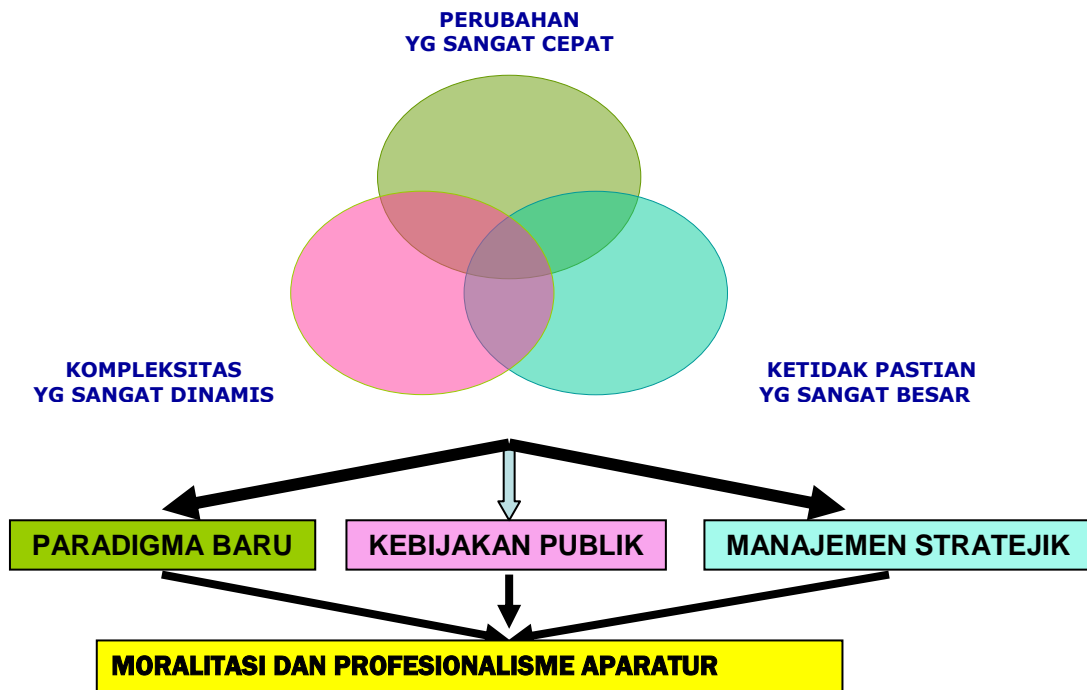 PERUBAHAN
YG SANGAT CEPAT
KOMPLEKSITAS
YG SANGAT DINAMIS
KETIDAK PASTIAN
YG SANGAT BESAR
PARADIGMA BARU
KEBIJAKAN PUBLIK
MANAJEMEN STRATEJIK
MORALITASI DAN PROFESIONALISME APARATUR